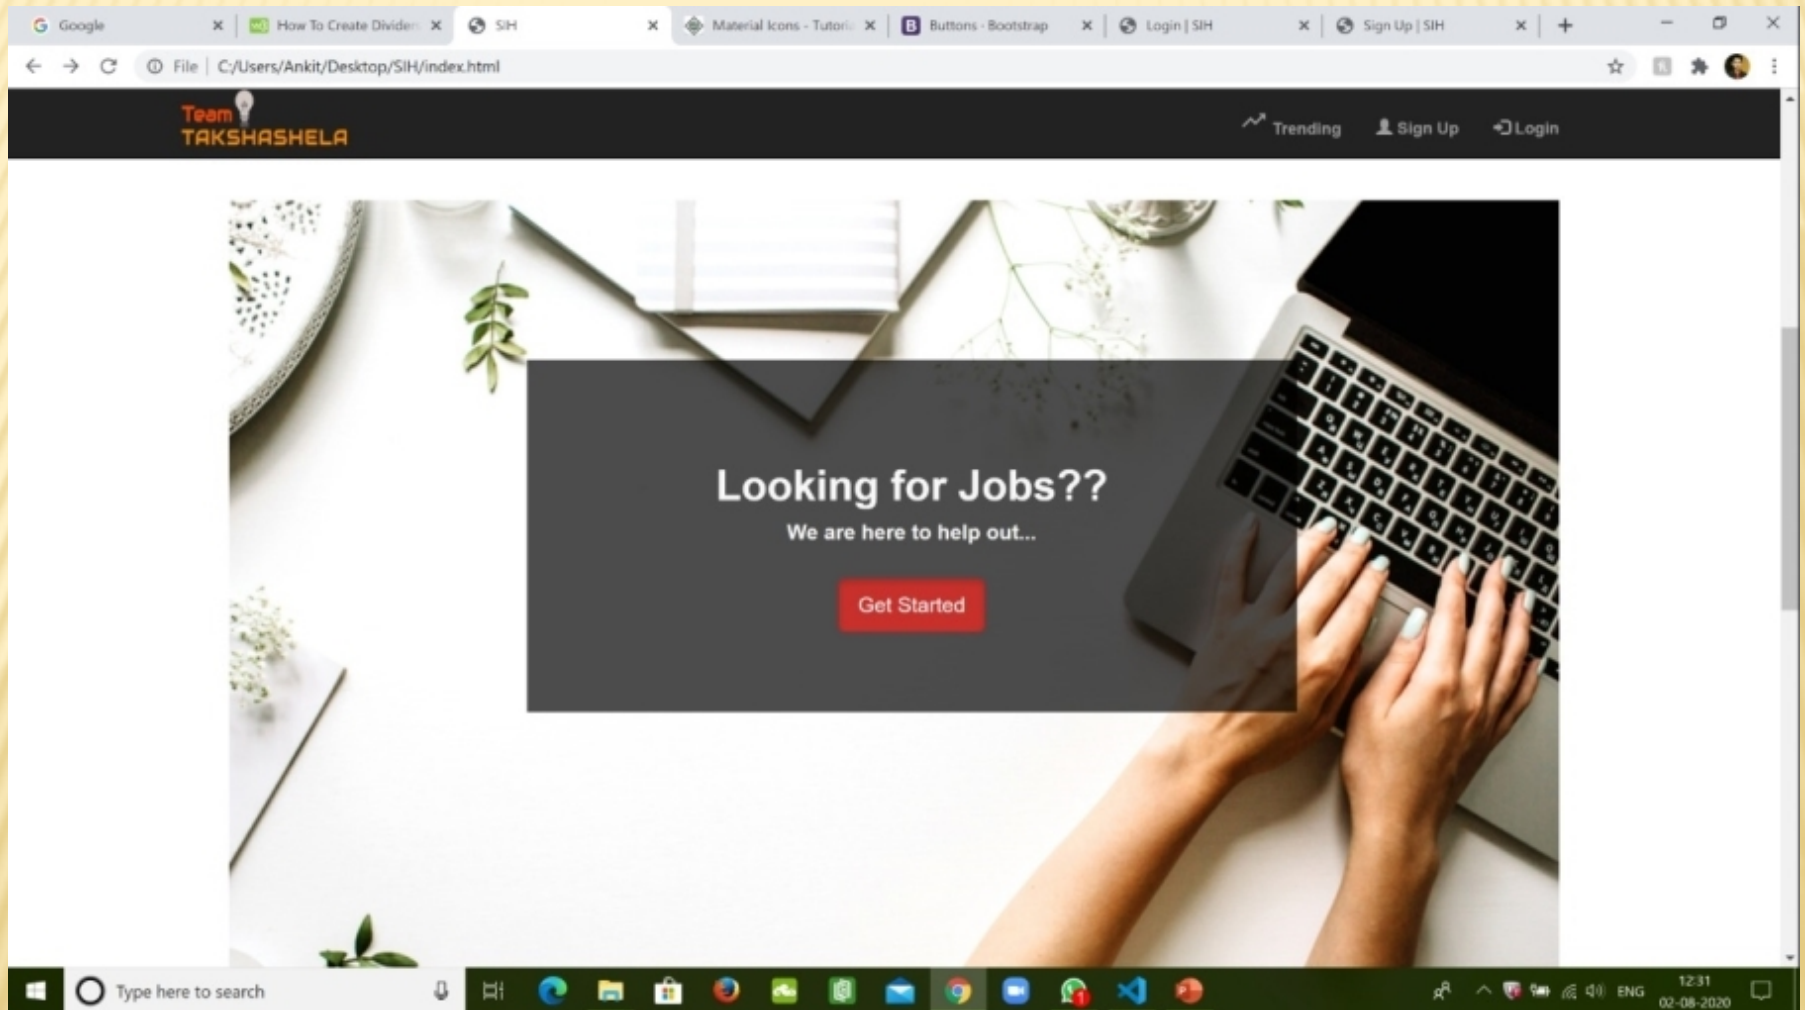 Google
How To Create Divider
SIH
Material Icons - Tutori
Buttons · Bootstrap
Login | SIH
Sign Up | SIH
File
C:/Users/Ankit/Desktop/SIH/index.html
Team
TAKSHASHELA
Trending
Sign Up
Login
Looking for Jobs??
We are here to help out...
Get Started
Type here to search
1
ENG
12:31
02-08-2020